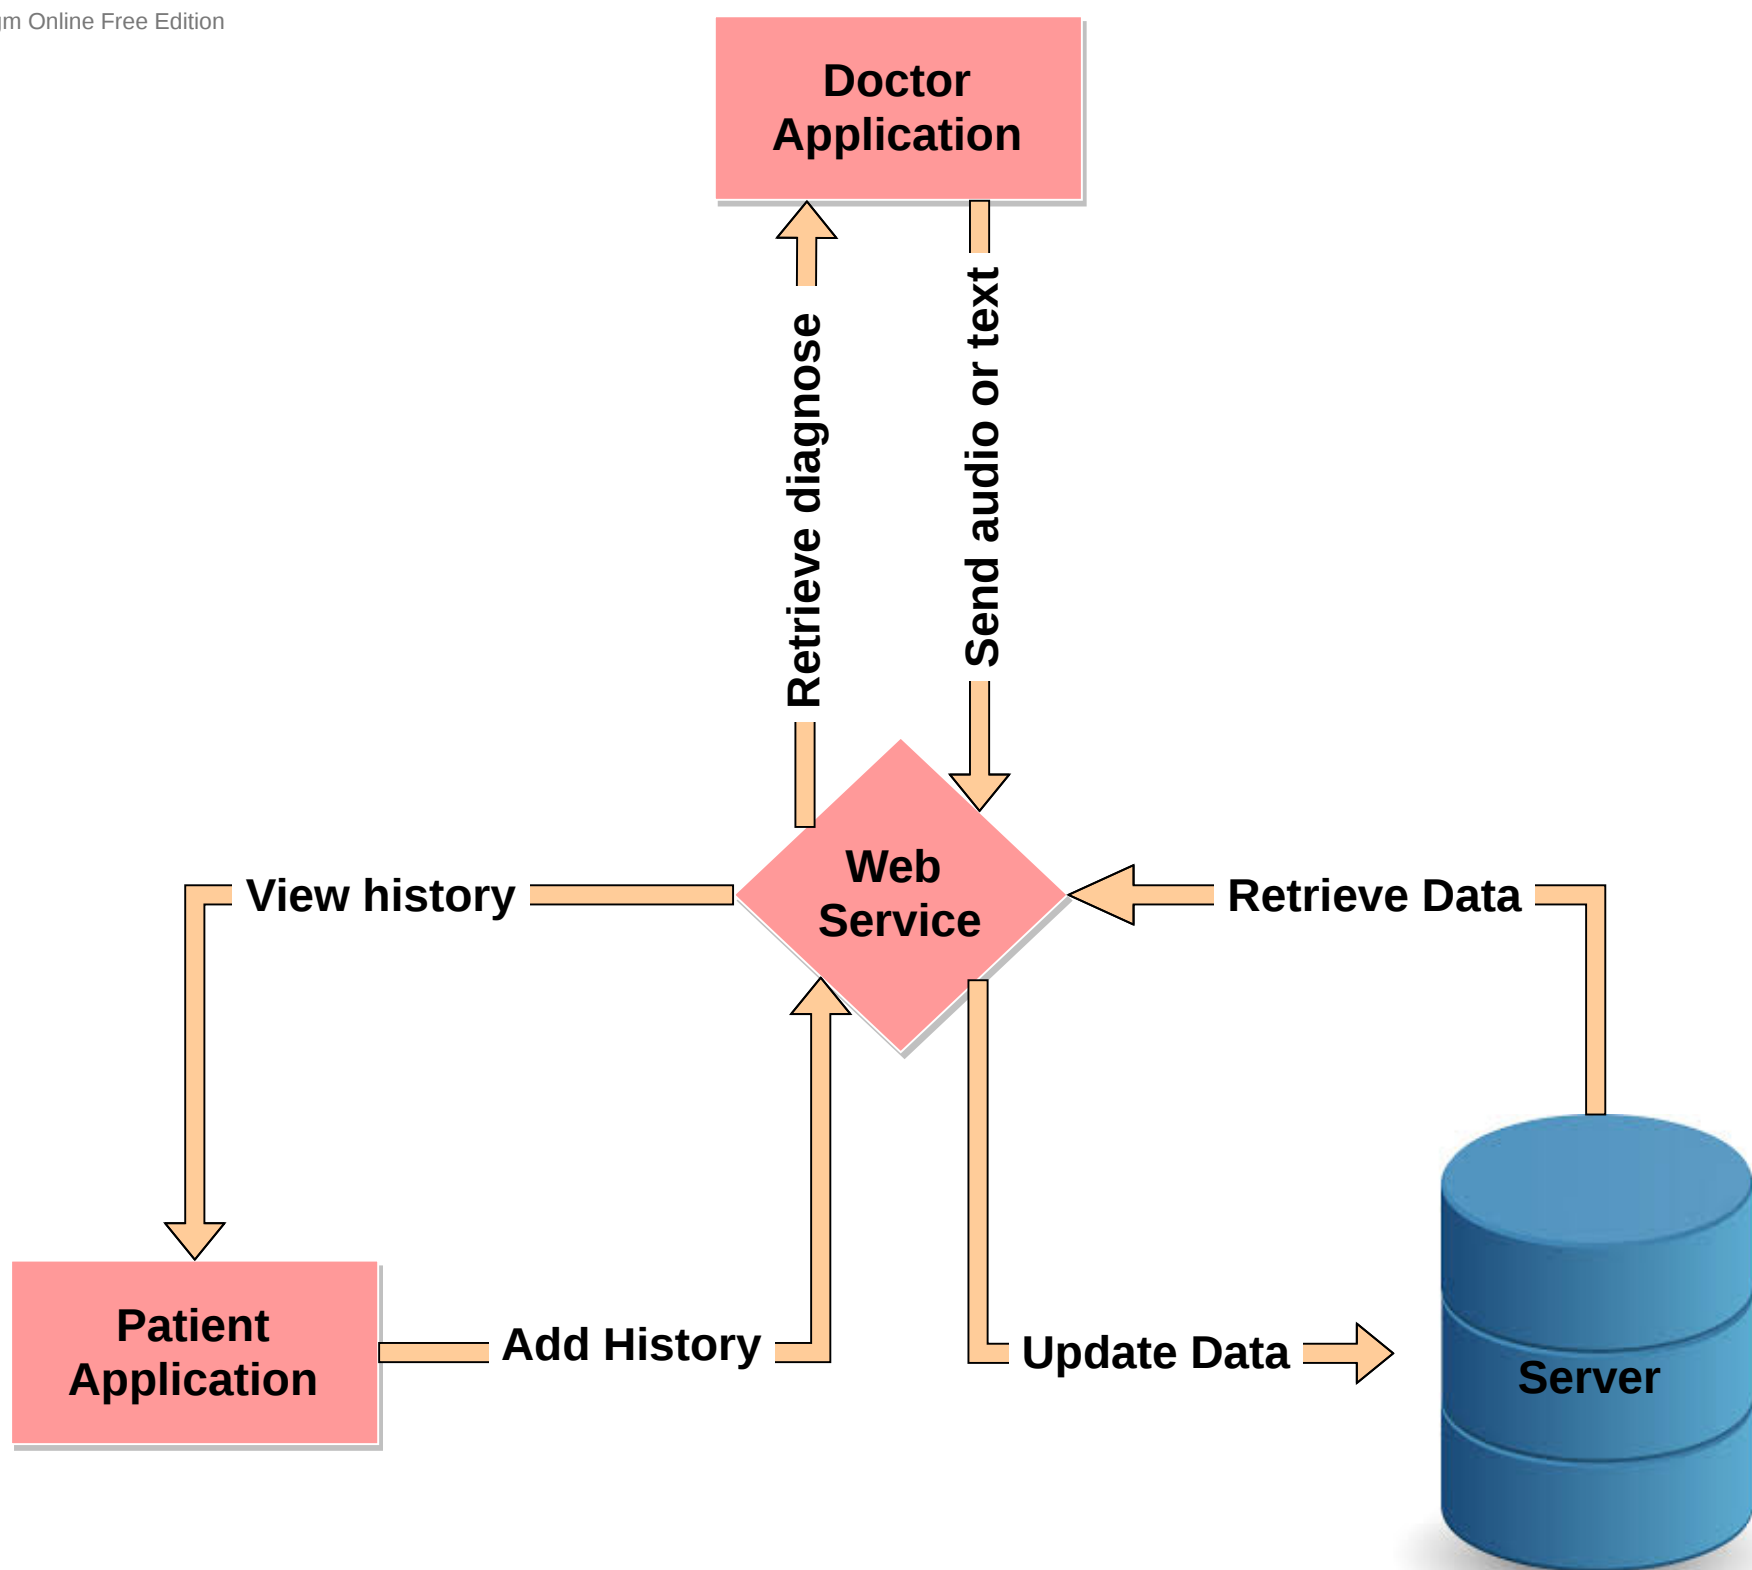 Online Free Edition
Doctor
Application
Retrieve diagnose
Send audio or text
View history
Web
Service
Retrieve Data
Patient
Application
Add History
Update Data
Server